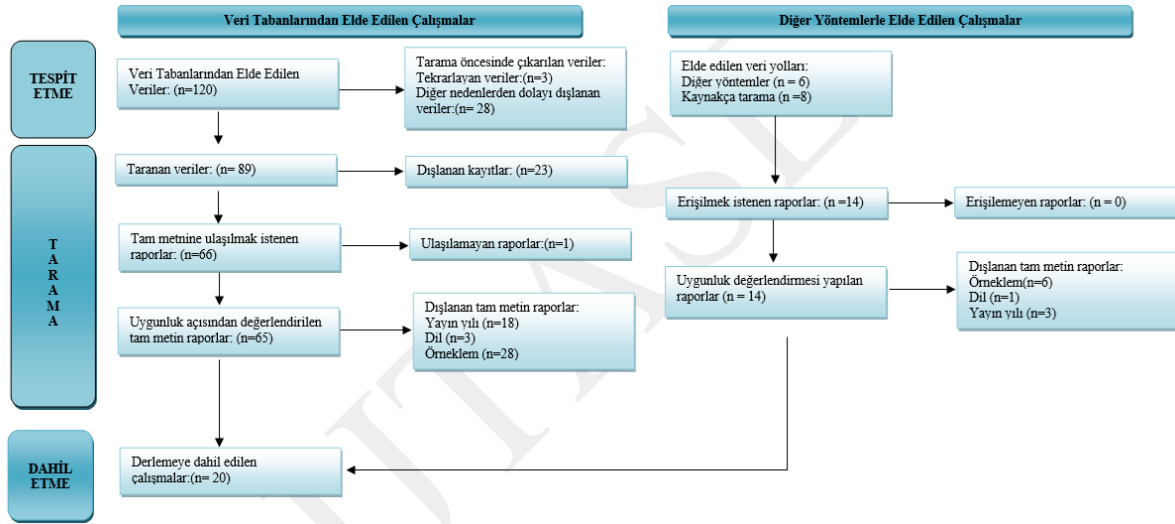 Veri Tabanlarından Elde Edilen Çalışmalar
Diğer Yöntemlerle Elde Edilen Çalışmalar
TESPİT
ETME
Veri Tabanlarından Elde Edilen
Veriler: (n=120)
Tarama öncesinde çıkarılan veriler:
Tekrarlayan veriler:(n=3)
Diğer nedenlerden dolayı dışlanan
veriler:(n= 28)
Elde edilen veri yolları:
Diğer yöntemler (n = 6)
Kaynakça tarama (n =8)
T
A
R
A
M
A
Taranan veriler: (n= 89)
Dışlanan kayıtlar: (n=23)
Erişilmek istenen raporlar: (n =14)
Erişilemeyen raporlar: (n = 0)
Tam metnine ulaşılmak istenen
raporlar: (n=66)
Ulaşılamayan raporlar:(n=1)
Uygunluk değerlendirmesi yapılan
raporlar (n = 14)
Dışlanan tam metin raporlar:
Örneklem(n=6)
Dil (n=1)
Yayın yılı (n=3)
Uygunluk açısından değerlendirilen
tam metin raporlar: (n=65)
Dışlanan tam metin raporlar:
Yayın yılı (n=18)
Dil (n=3)
Örneklem (n=28)
DAHİL
ETME
Derlemeye dahil edilen
çalışmalar:(n= 20)
UTASE